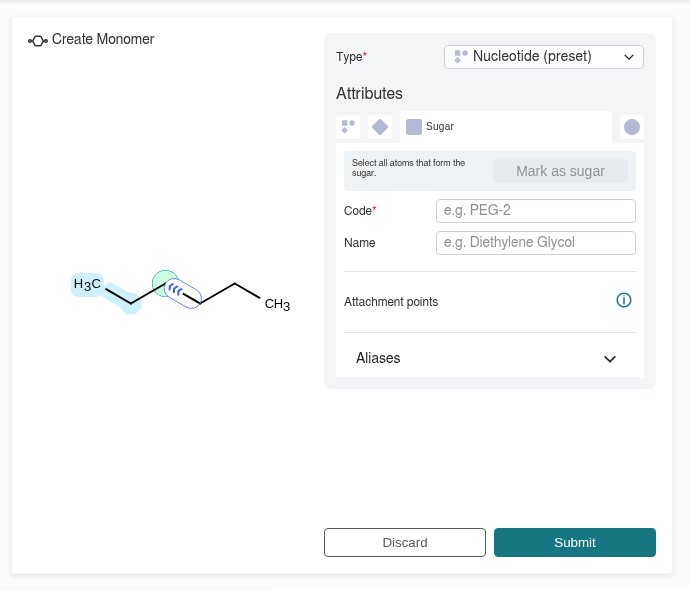 Create Monomer
Type*
Nucleotide (preset)
Attributes
Sugar
Select all atoms that form the
sugar.
Mark as sugar
Code*
e.g. PEG-2
Name
e.g. Diethylene Glycol
H3C
CH3
Attachment points
Aliases
Discard
Submit